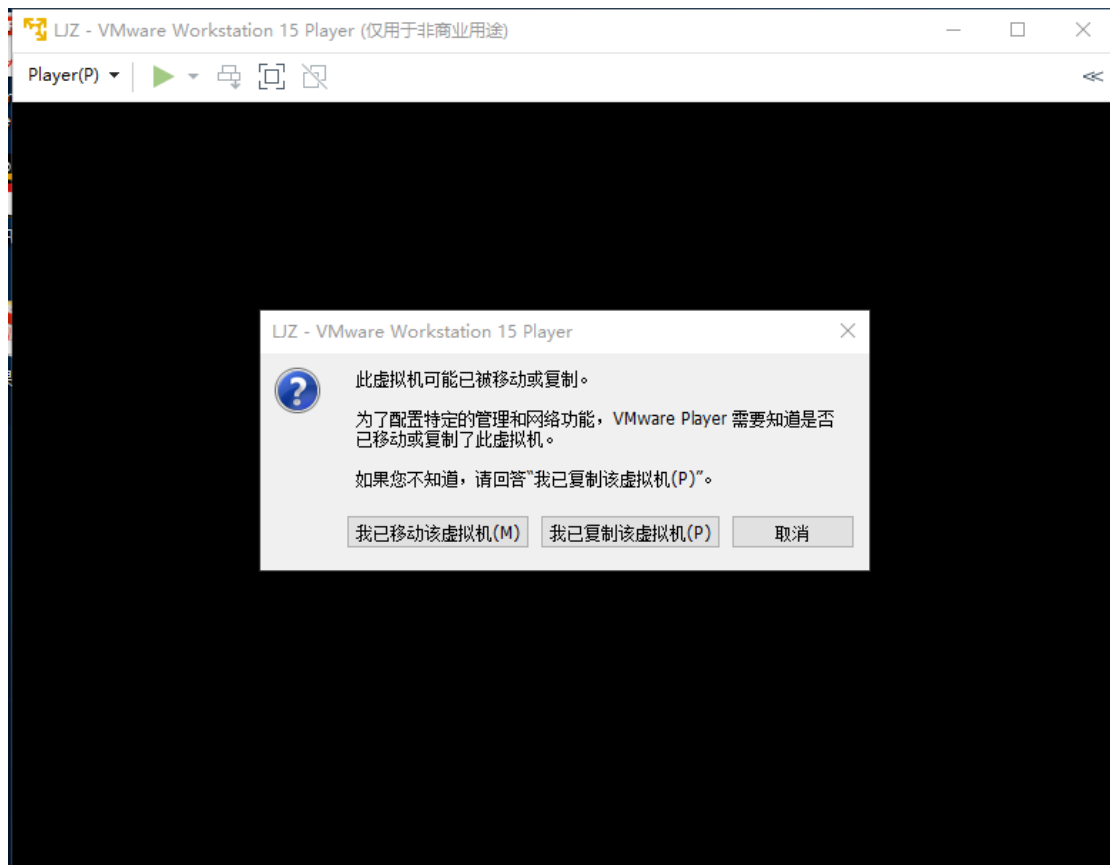 LJZ - VMware Workstation 15 Player (仅用于非商业用途)
Player(P)
LJZ - VMware Workstation 15 Player
此虚拟机可能已被移动或复制。
为了配置特定的管理和网络功能，VMware Player 需要知道是否
已移动或复制了此虚拟机。
如果您不知道，请回答“我已复制该虚拟机(P)”。
我已移动该虚拟机(M)
我已复制该虚拟机(P)
取消